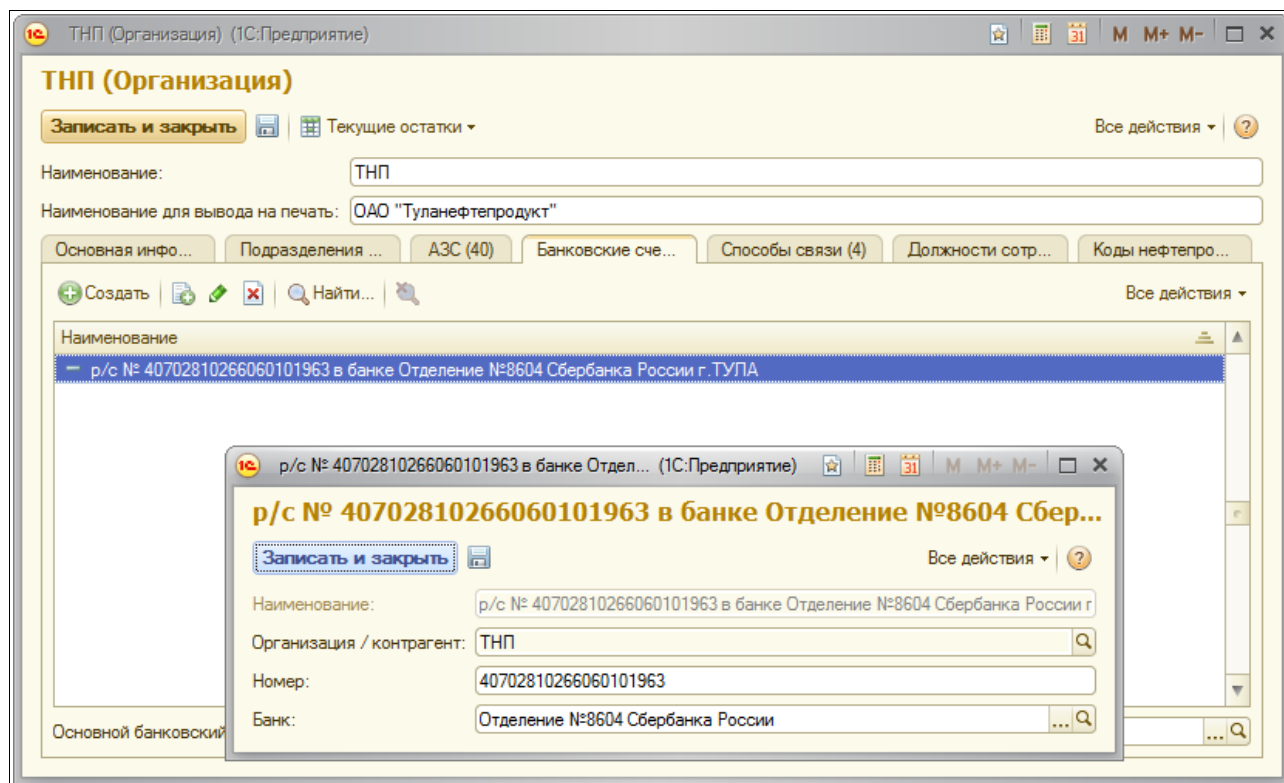 ТНП (Организация) (1С:Предприятие) 31 M M+ M-
ТНП (Организация)
Записать и закрыть Текущие остатки Все действия ?
Наименование: ТНП
Наименование для вывода на печать: ОАО "Туланефтепродукт"
Основная инфо... Подразделения ... АЗС (40) Банковские сче... Способы связи (4) Должности сотр... Коды нефтепро...
Создать Найти... Все действия
Наименование
р/с № 40702810266060101963 в банке Отделение №8604 Сбербанка России г.ТУЛА
р/с № 40702810266060101963 в банке Отдел... (1С:Предприятие) 31 M M+ M-
р/с № 40702810266060101963 в банке Отделение №8604 Сбер...
Записать и закрыть Все действия ?
Наименование: р/с № 40702810266060101963 в банке Отделение №8604 Сбербанка России г
Организация / контрагент: ТНП
Номер: 40702810266060101963
Банк: Отделение №8604 Сбербанка России ...
Основной банковский ...